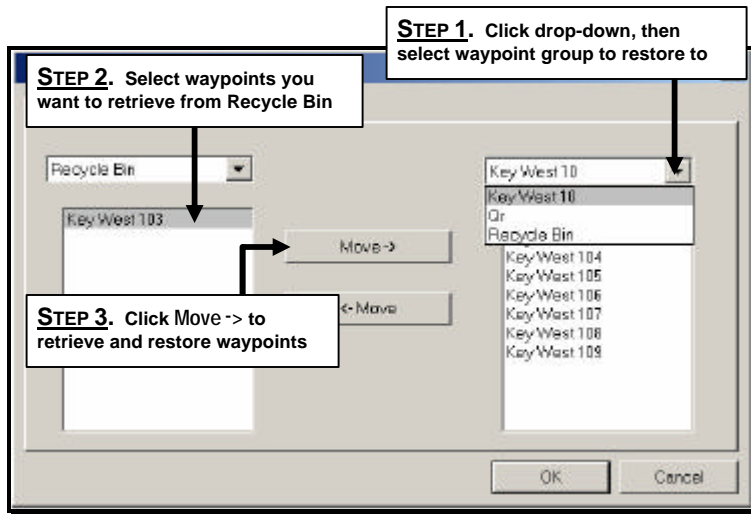 STEP 1. Click drop-down, then
select waypoint group to restore to
STEP 2. Select waypoints you
want to retrieve from Recycle Bin
Recycle Bin
Key West 10
Key West 103
Key West 10
Qr
Recycle Bin
Move->
Key West 104
Key West 105
Key West 106
Key West 107
Key West 108
Key West 109
<-Move
STEP 3. Click Move -> to
retrieve and restore waypoints
OK
Cancel